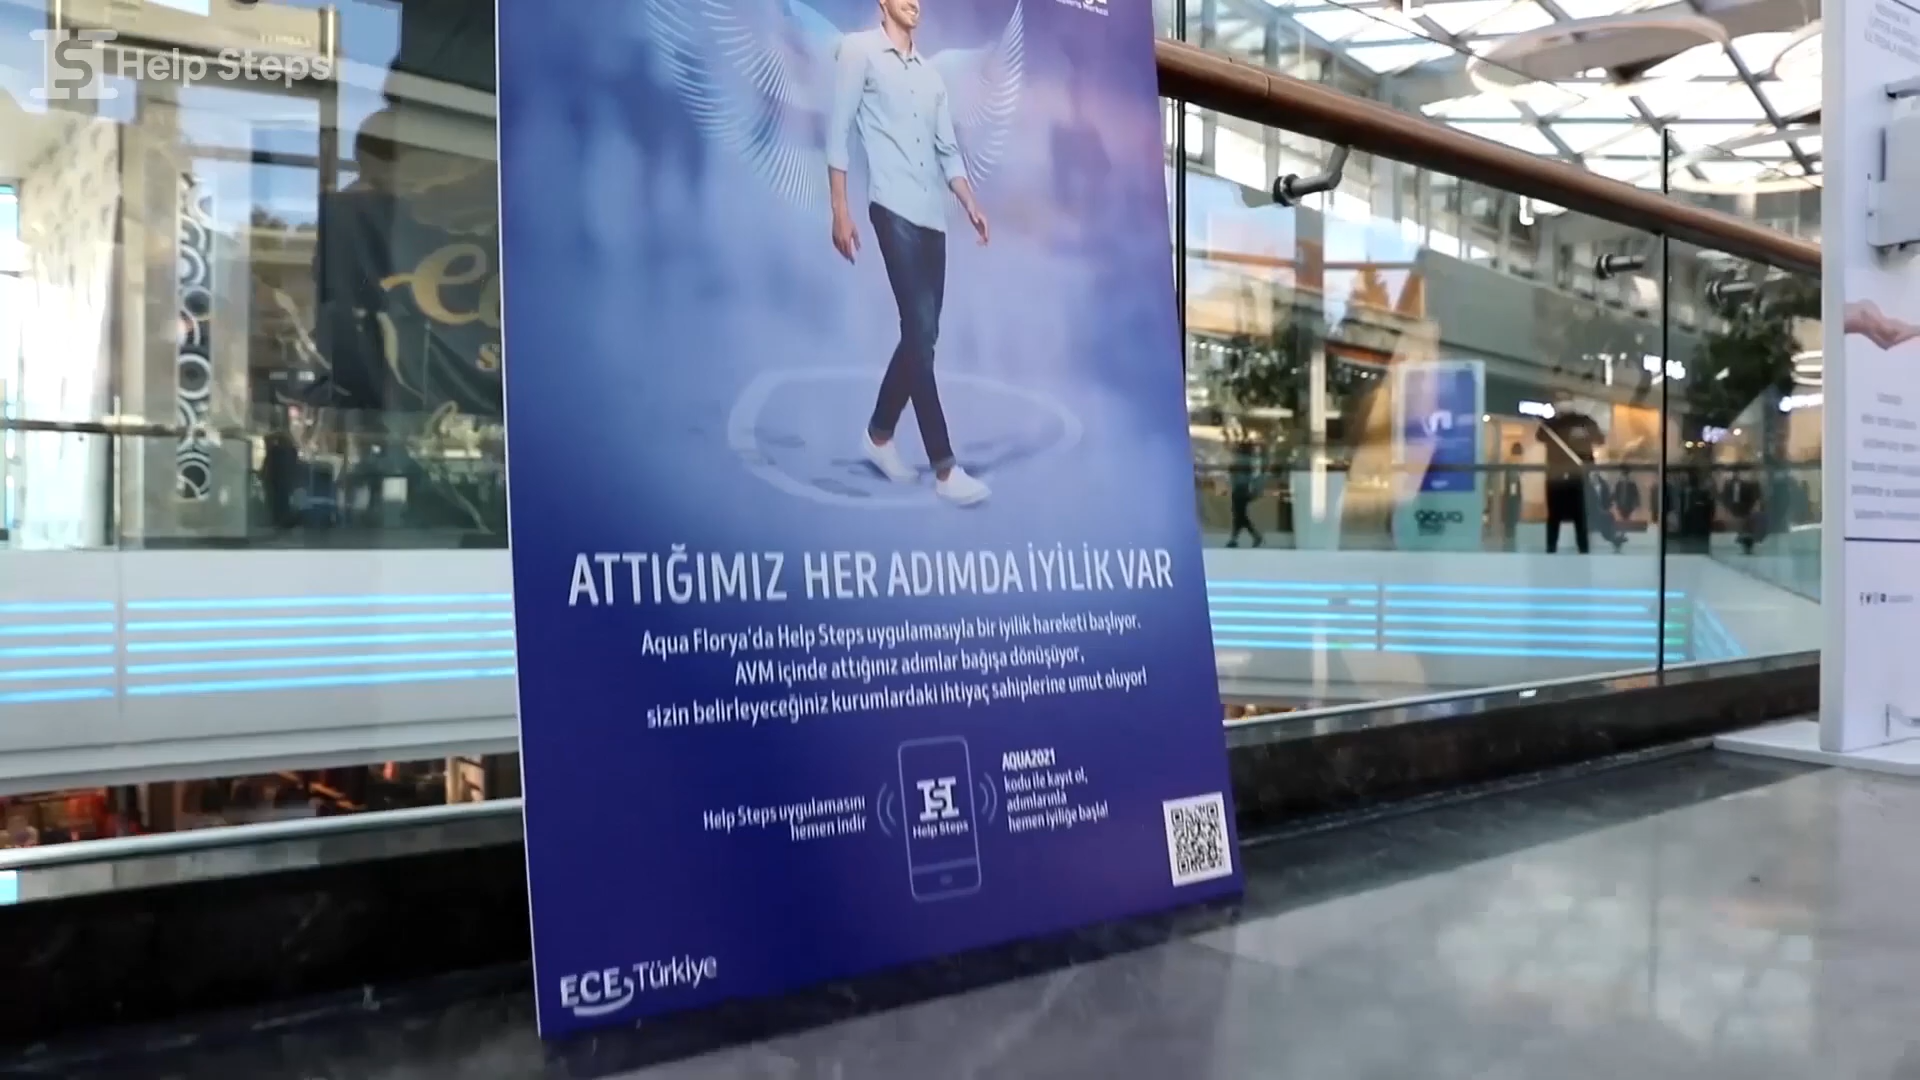 Help Steps
ATTIĞIMIZ HER ADIMDA İYİLİK VAR
Aqua Florya'da Help Steps uygulamasıyla bir iyilik hareketi başlıyor.
AVM içinde attığınız adımlar bağışa dönüşüyor,
sizin belirleyeceğiniz kurumlardaki ihtiyaç sahiplerine umut oluyor!
Help Steps uygulamasını
hemen indir
Help Steps
AQUA2021
kodu ile kayıt ol,
adımlarınla
hemen iyiliğe başla!
ECE Türkiye
aqua